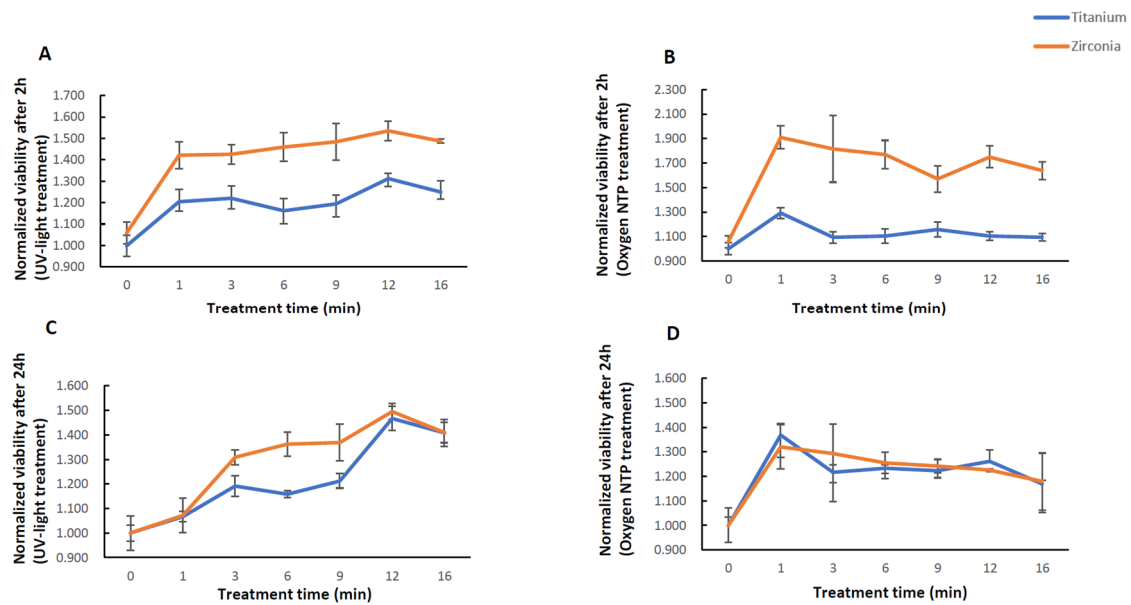 Titanium
Zirconia
A
Normalized viability after 2h
(UV-light treatment)
1.700
1.600
1.500
1.400
1.300
1.200
1.100
1.000
0.900
0 1 3 6 9 12 16
Treatment time (min)
B
Normalized viability after 2h
(Oxygen NTP treatment)
2.300
2.100
1.900
1.700
1.500
1.300
1.100
0.900
0 1 3 6 9 12 16
Treatment time (min)
C
Normalized viability after 24h
(UV-light treatment)
1.600
1.500
1.400
1.300
1.200
1.100
1.000
0.900
0 1 3 6 9 12 16
Treatment time (min)
D
Normalized viability after 24h
(Oxygen NTP treatment)
1.600
1.500
1.400
1.300
1.200
1.100
1.000
0.900
0 1 3 6 9 12 16
Treatment time (min)